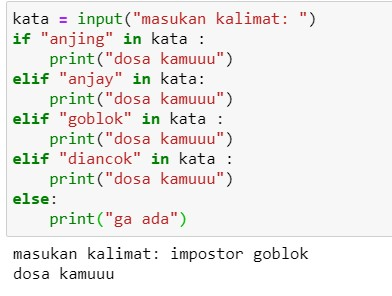 kata = input("masukan kalimat: ")
if "anjing" in kata :
    print("dosa kamuuu")
elif "anjay" in kata:
    print("dosa kamuuu")
elif "goblok" in kata :
    print("dosa kamuuu")
elif "diancok" in kata :
    print("dosa kamuuu")
else:
    print("ga ada")
masukan kalimat: impostor goblok
dosa kamuuu